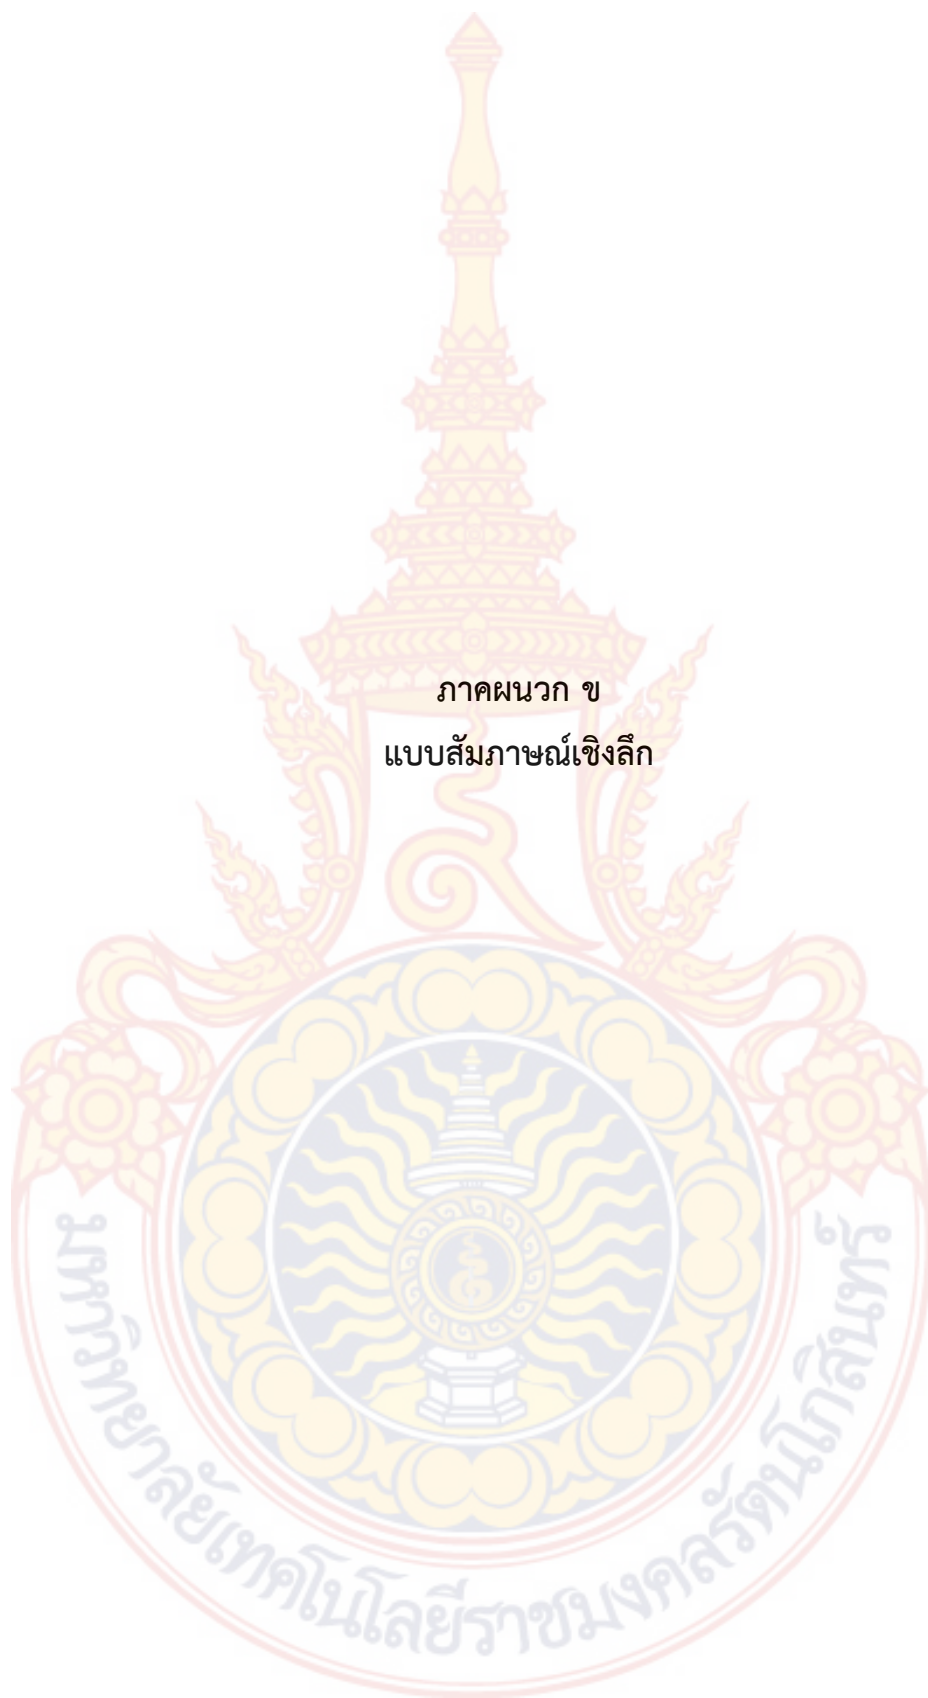 ภาคผนวก ข
แบบสัมภาษณ์เชิงลึก
มหาวิทยาลัยเทคโนโลยีราชมงคลรัตนโกสินทร์